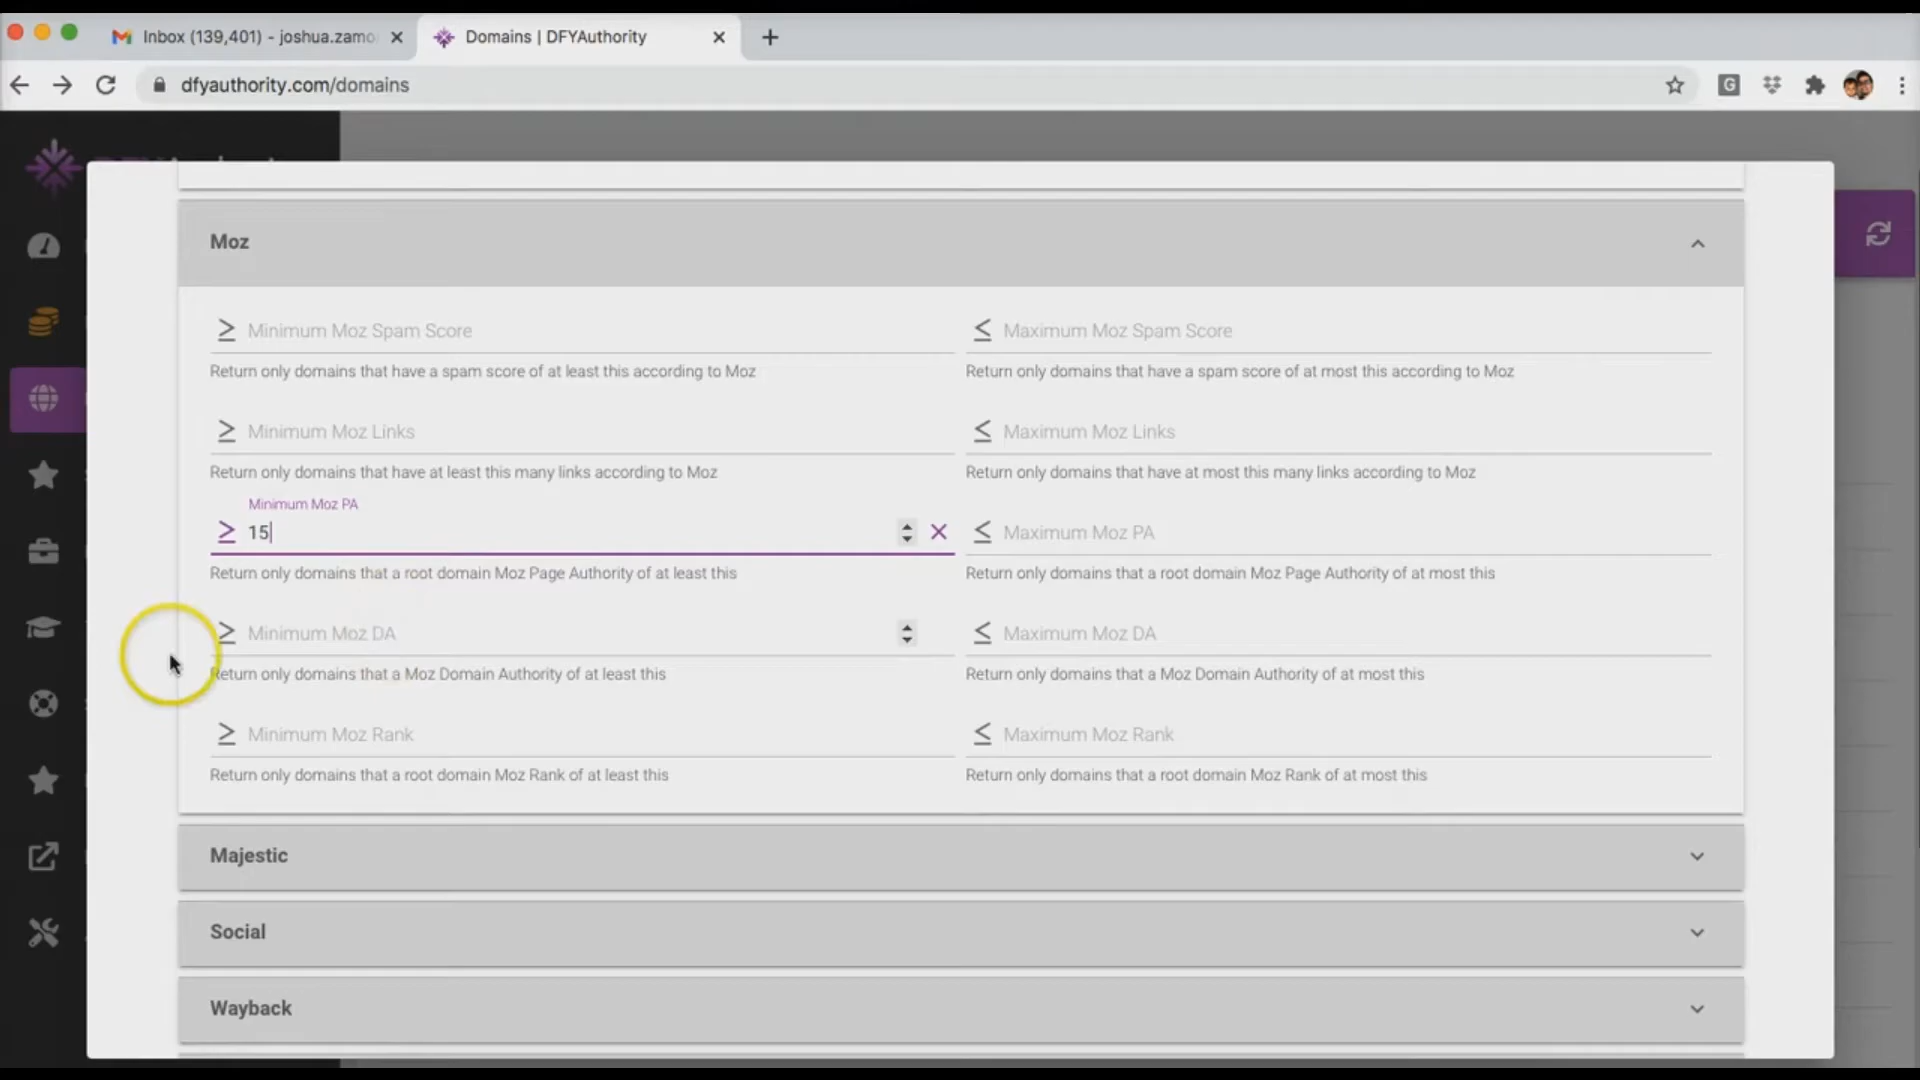 Inbox (139,401) - joshua.zamo
Domains | DFYAuthority
dfyauthority.com/domains
G
Moz
≥ Minimum Moz Spam Score
≤ Maximum Moz Spam Score
Return only domains that have a spam score of at least this according to Moz
Return only domains that have a spam score of at most this according to Moz
≥ Minimum Moz Links
≤ Maximum Moz Links
Return only domains that have at least this many links according to Moz
Return only domains that have at most this many links according to Moz
Minimum Moz PA
≥ 15
≤ Maximum Moz PA
Return only domains that a root domain Moz Page Authority of at least this
Return only domains that a root domain Moz Page Authority of at most this
≥ Minimum Moz DA
≤ Maximum Moz DA
Return only domains that a Moz Domain Authority of at least this
Return only domains that a Moz Domain Authority of at most this
≥ Minimum Moz Rank
≤ Maximum Moz Rank
Return only domains that a root domain Moz Rank of at least this
Return only domains that a root domain Moz Rank of at most this
Majestic
Social
Wayback